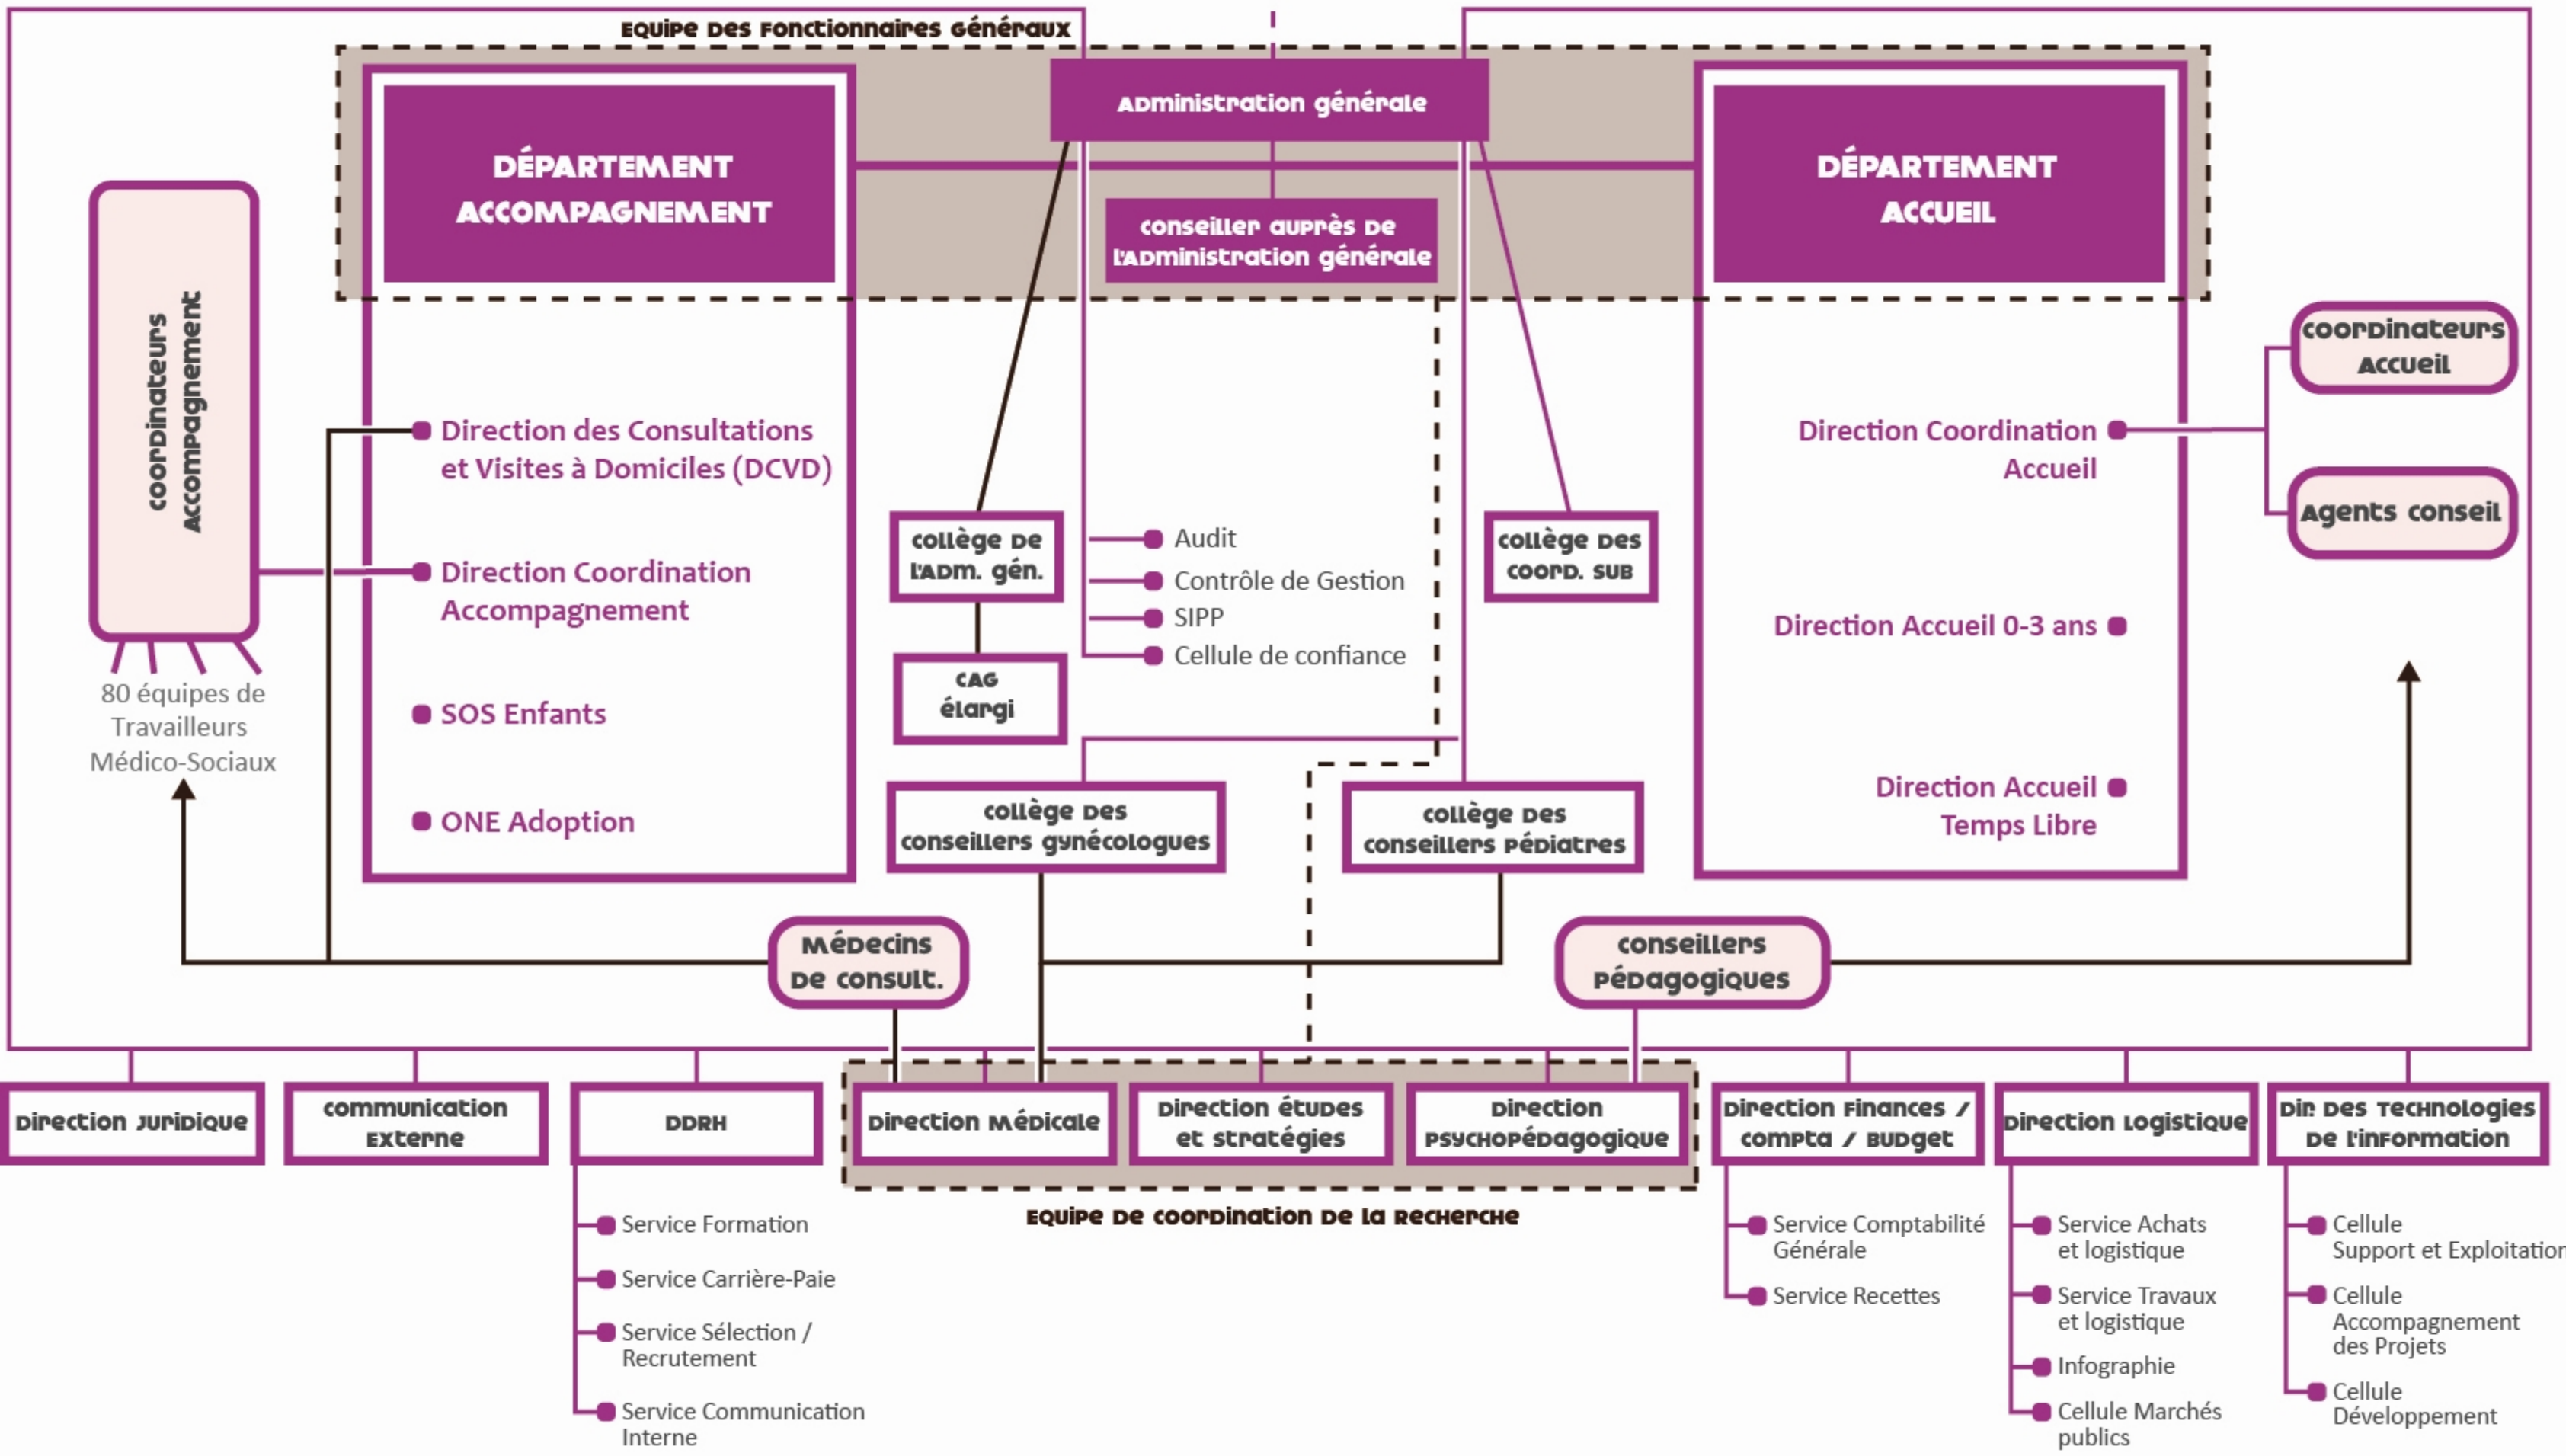 Equipe des Fonctionnaires Généraux
Administration générale
DÉPARTEMENT
ACCOMPAGNEMENT
Conseiller auprès de
l'Administration générale
DÉPARTEMENT
ACCUEIL
Coordinateurs
Accompagnement
80 équipes de
Travailleurs
Médico-Sociaux
Direction des Consultations
et Visites à Domiciles (DCVD)
Direction Coordination
Accompagnement
SOS Enfants
ONE Adoption
Collège de
l'Adm. gén.
CAG
élargi
Audit
Contrôle de Gestion
SIPP
Cellule de confiance
Collège des
Coord. SUB
Direction Coordination
Accueil
Direction Accueil 0-3 ans
Direction Accueil
Temps Libre
Coordinateurs
Accueil
Agents conseil
Collège des
conseillers gynécologues
Collège des
conseillers pédiatres
Médecins
de consult.
Conseillers
pédagogiques
Direction Juridique
Communication
Externe
DDRH
Direction Médicale
Direction études
et stratégies
Direction
psychopédagogique
Direction Finances /
Compta / Budget
Direction Logistique
Dir. des Technologies
de l'information
Equipe de coordination de la Recherche
Service Formation
Service Carrière-Paie
Service Sélection /
Recrutement
Service Communication
Interne
Service Comptabilité
Générale
Service Recettes
Service Achats
et logistique
Service Travaux
et logistique
Infographie
Cellule Marchés
publics
Cellule
Support et Exploitation
Cellule
Accompagnement
des Projets
Cellule
Développement